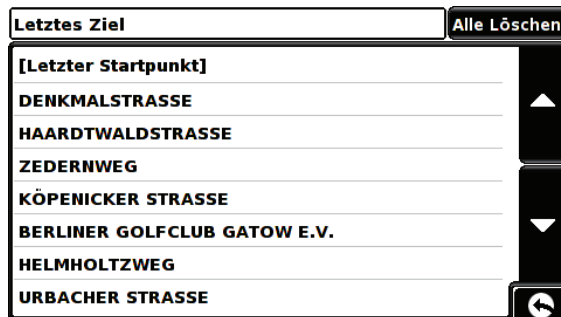 Letztes Ziel
Alle Löschen
[Letzter Startpunkt]
DENKMALSTRASSE
HAARDTWALDSTRASSE
ZEDERNWEG
KÖPENICKER STRASSE
BERLINER GOLFCLUB GATOW E.V.
HELMHOLTZWEG
URBACHER STRASSE